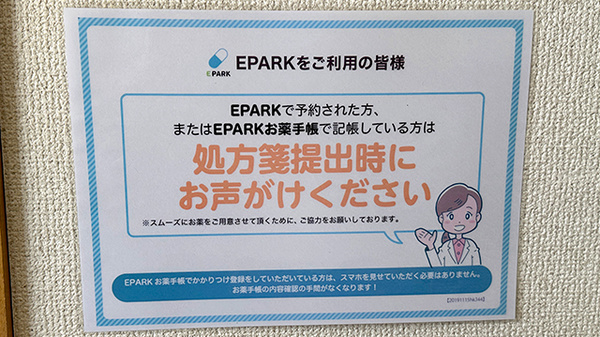 EPARK
EPARKをご利用の皆様
EPARKで予約された方、
またはEPARKお薬手帳で記帳している方は
処方箋提出時に
お声がけください
※スムーズにお薬をご用意させて頂くために、ご協力をお願いしております。
EPARK お薬手帳でかかりつけ登録をしていただいている方は、スマホを見せていただく必要はありません。
お薬手帳の内容確認の手間がなくなります！